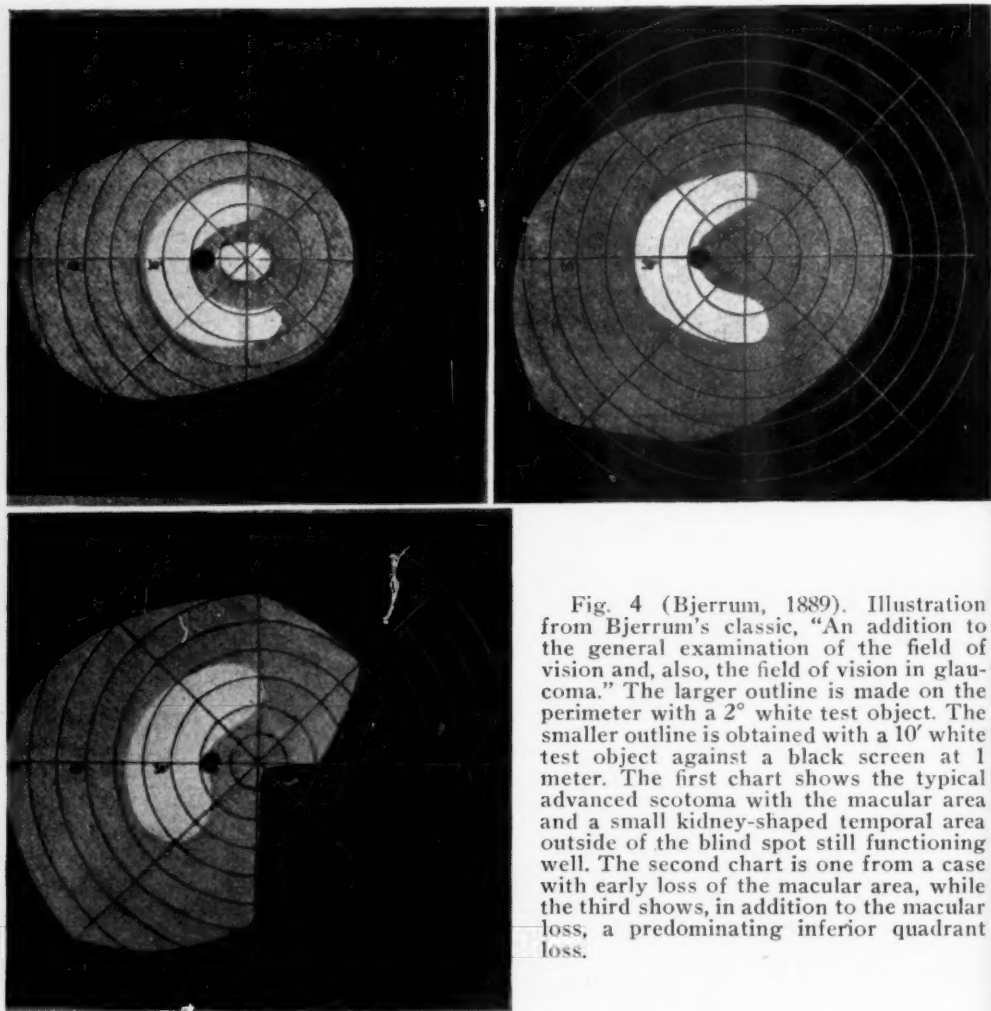 Fig. 4 (Bjerrum, 1889). Illustration
from Bjerrum's classic, "An addition to
the general examination of the field of
vision and, also, the field of vision in glau-
coma." The larger outline is made on the
perimeter with a 2° white test object. The
smaller outline is obtained with a 10′ white
test object against a black screen at 1
meter. The first chart shows the typical
advanced scotoma with the macular area
and a small kidney-shaped temporal area
outside of the blind spot still functioning
well. The second chart is one from a case
with early loss of the macular area, while
the third shows, in addition to the macular
loss, a predominating inferior quadrant
loss.